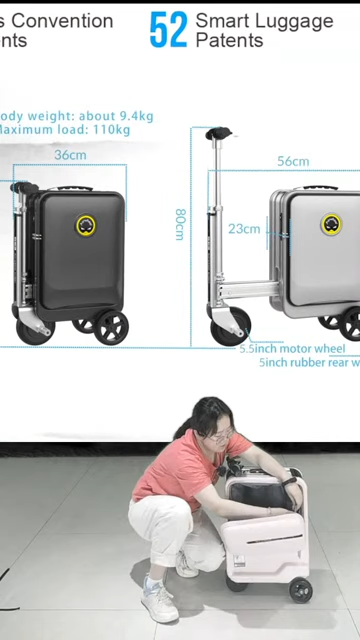 s Convention
nts
52 Smart Luggage
Patents
ody weight: about 9.4kg
Maximum load: 110kg
36cm
56cm
80cm
23cm
5.5inch motor wheel
5inch rubber rear w